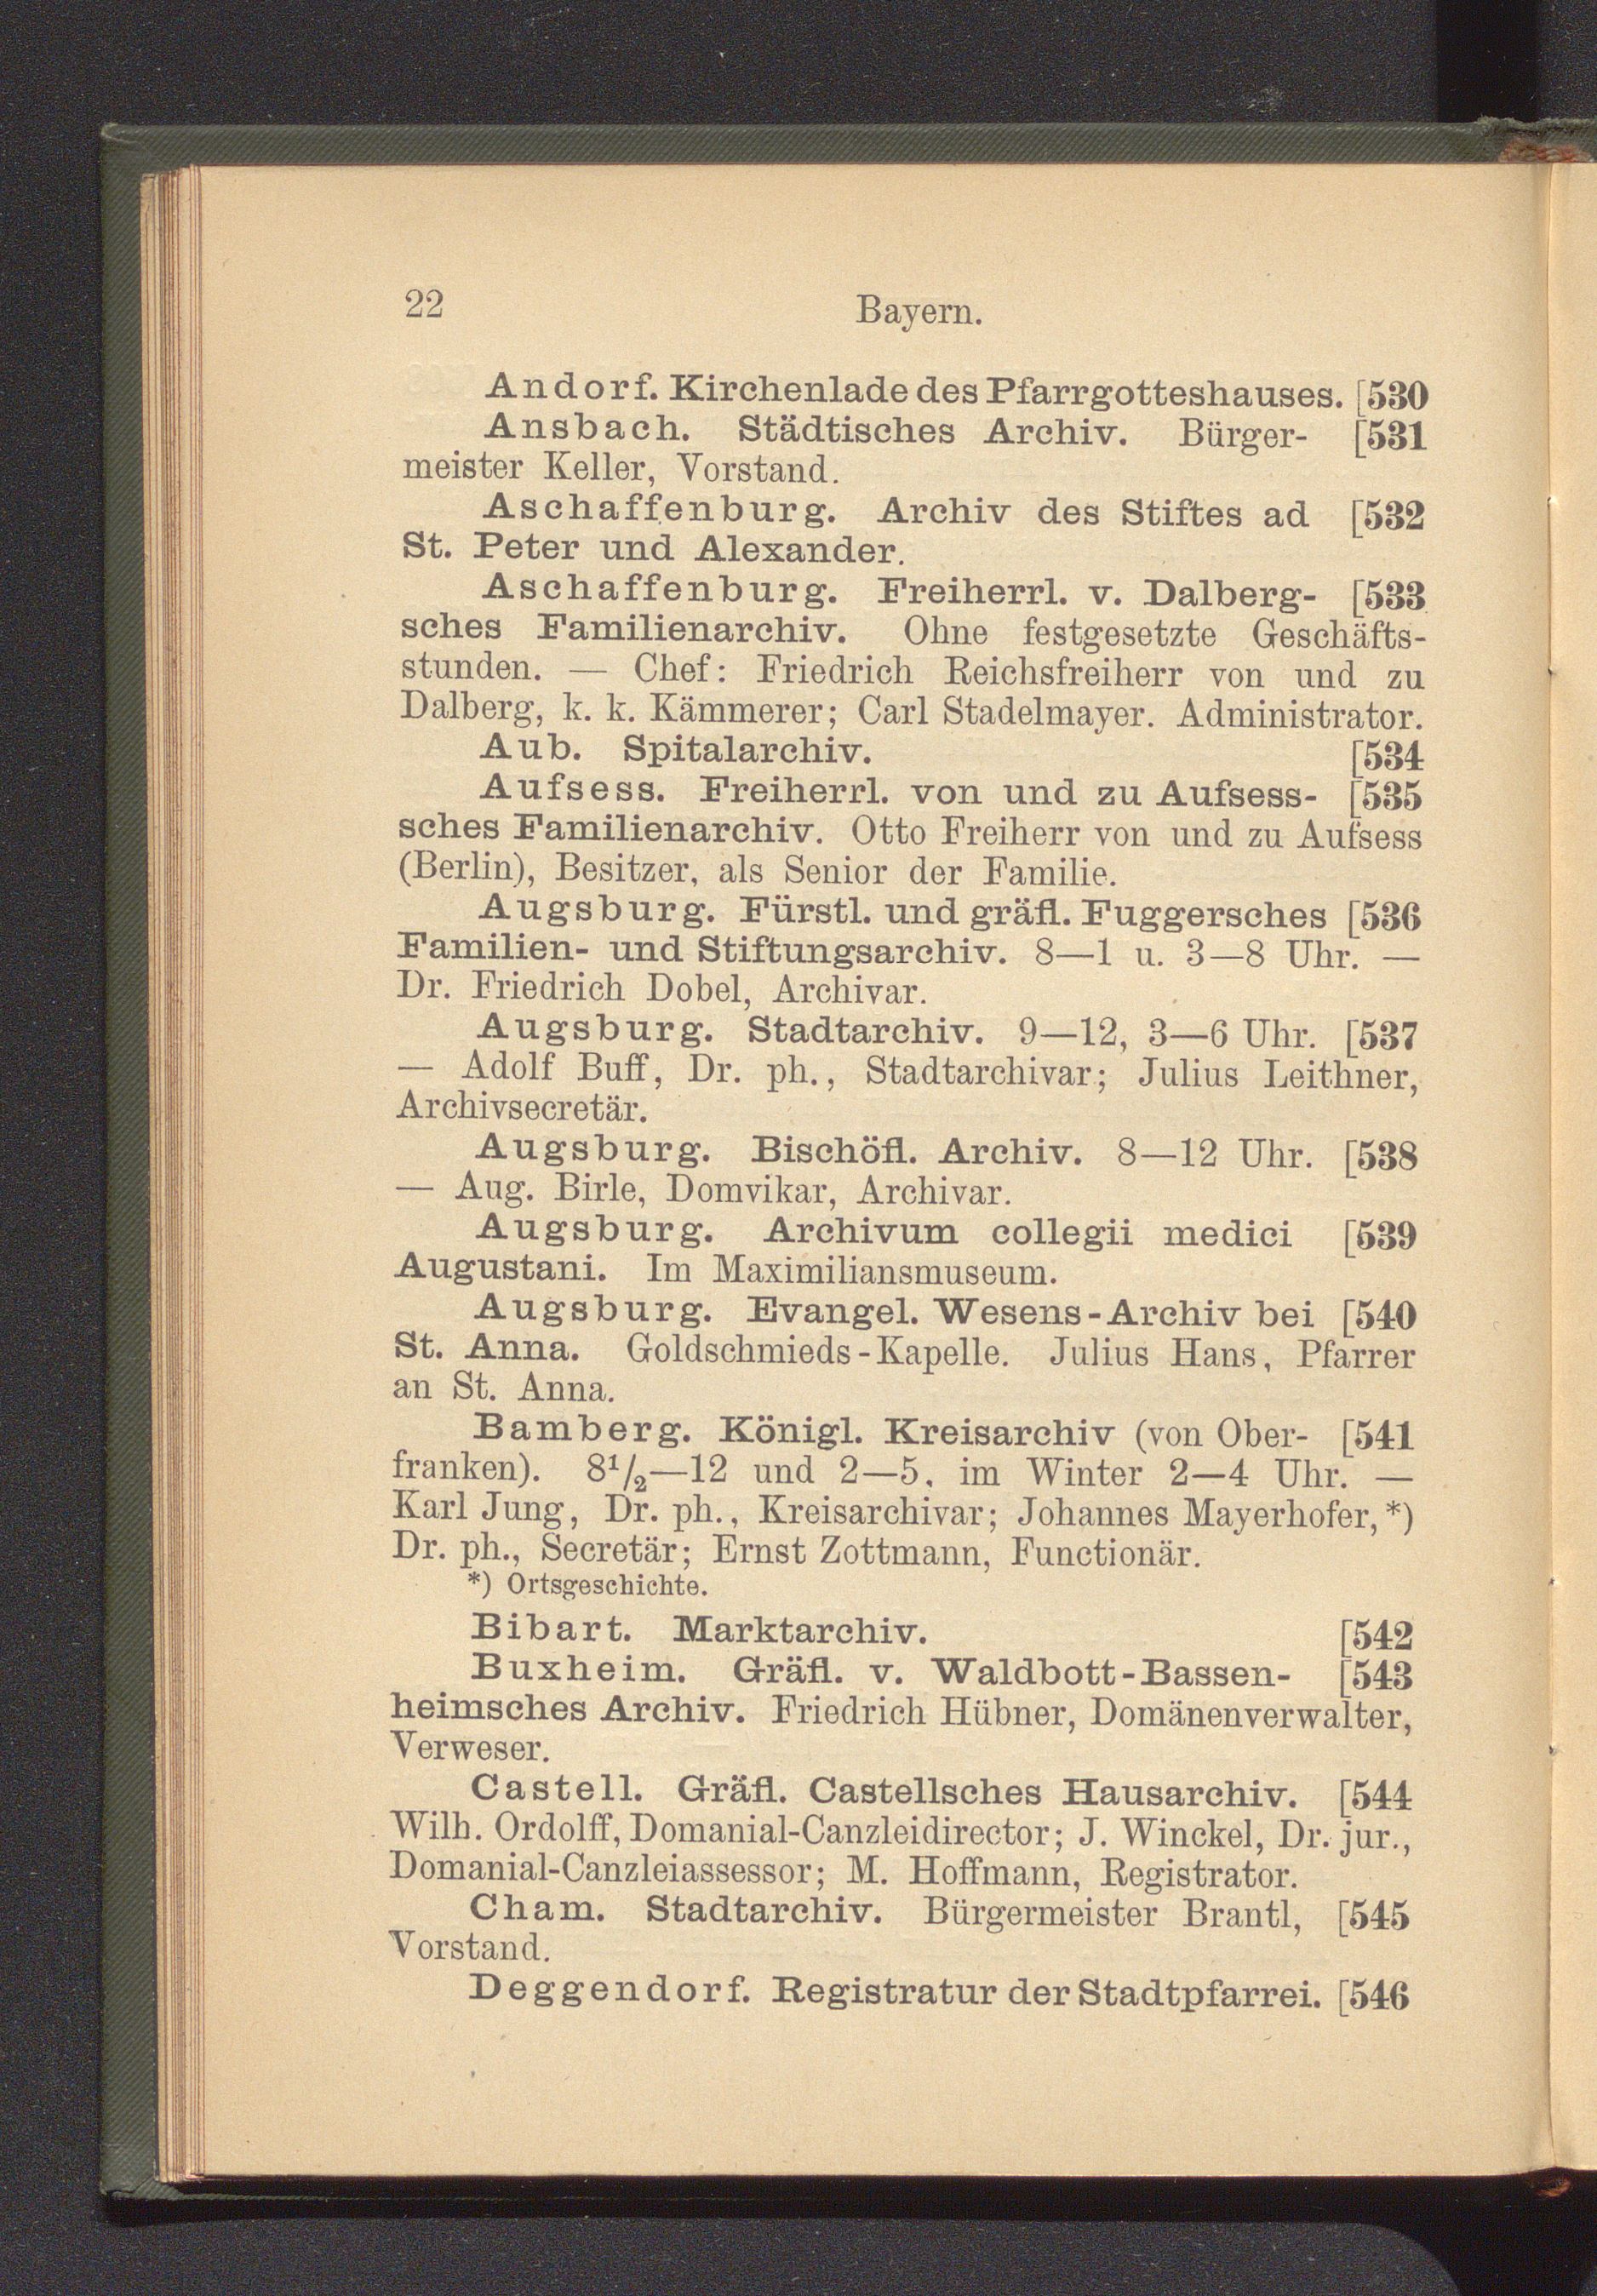 22
Bayern.
Andorf. Kirchenlade des Pfarrgotteshauses. [530
Ansbach. Städtisches Archiv. Bürger- [531
meister Keller, Vorstand.
Aschaffenburg. Archiv des Stiftes ad [532
St. Peter und Alexander.
Aschaffenburg. Freiherrl. v. Dalberg- [533
sches Familienarchiv. Ohne festgesetzte Geschäfts-
stunden. — Chef: Friedrich Reichsfreiherr von und zu
Dalberg, k. k. Kämmerer; Carl Stadelmayer. Administrator.
Aub. Spitalarchiv. [534
Aufsess. Freiherrl. von und zu Aufsess- [535
sches Familienarchiv. Otto Freiherr von und zu Aufsess
(Berlin), Besitzer, als Senior der Familie.
Augsburg. Fürstl. und gräfl. Fuggersches [536
Familien- und Stiftungsarchiv. 8—1 u. 3—8 Uhr. —
Dr. Friedrich Dobel, Archivar.
Augsburg. Stadtarchiv. 9—12, 3—6 Uhr. [537
— Adolf Buff, Dr. ph., Stadtarchivar; Julius Leithner,
Archivsecretär.
Augsburg. Bischöfl. Archiv. 8—12 Uhr. [538
— Aug. Birle, Domvikar, Archivar.
Augsburg. Archivum collegii medici [539
Augustani. Im Maximiliansmuseum.
Augsburg. Evangel. Wesens-Archiv bei [540
St. Anna. Goldschmieds-Kapelle. Julius Hans, Pfarrer
an St. Anna.
Bamberg. Königl. Kreisarchiv (von Ober- [541
franken). 8½—12 und 2—5, im Winter 2—4 Uhr. —
Karl Jung, Dr. ph., Kreisarchivar; Johannes Mayerhofer,*)
Dr. ph., Secretär; Ernst Zottmann, Functionär.
*) Ortsgeschichte.
Bibart. Marktarchiv. [542
Buxheim. Gräfl. v. Waldbott-Bassen- [543
heimsches Archiv. Friedrich Hübner, Domänenverwalter,
Verweser.
Castell. Gräfl. Castellsches Hausarchiv. [544
Wilh. Ordolff, Domanial-Canzleidirector; J. Winckel, Dr. jur.,
Domanial-Canzleiassessor; M. Hoffmann, Registrator.
Cham. Stadtarchiv. Bürgermeister Brantl, [545
Vorstand.
Deggendorf. Registratur der Stadtpfarrei. [546